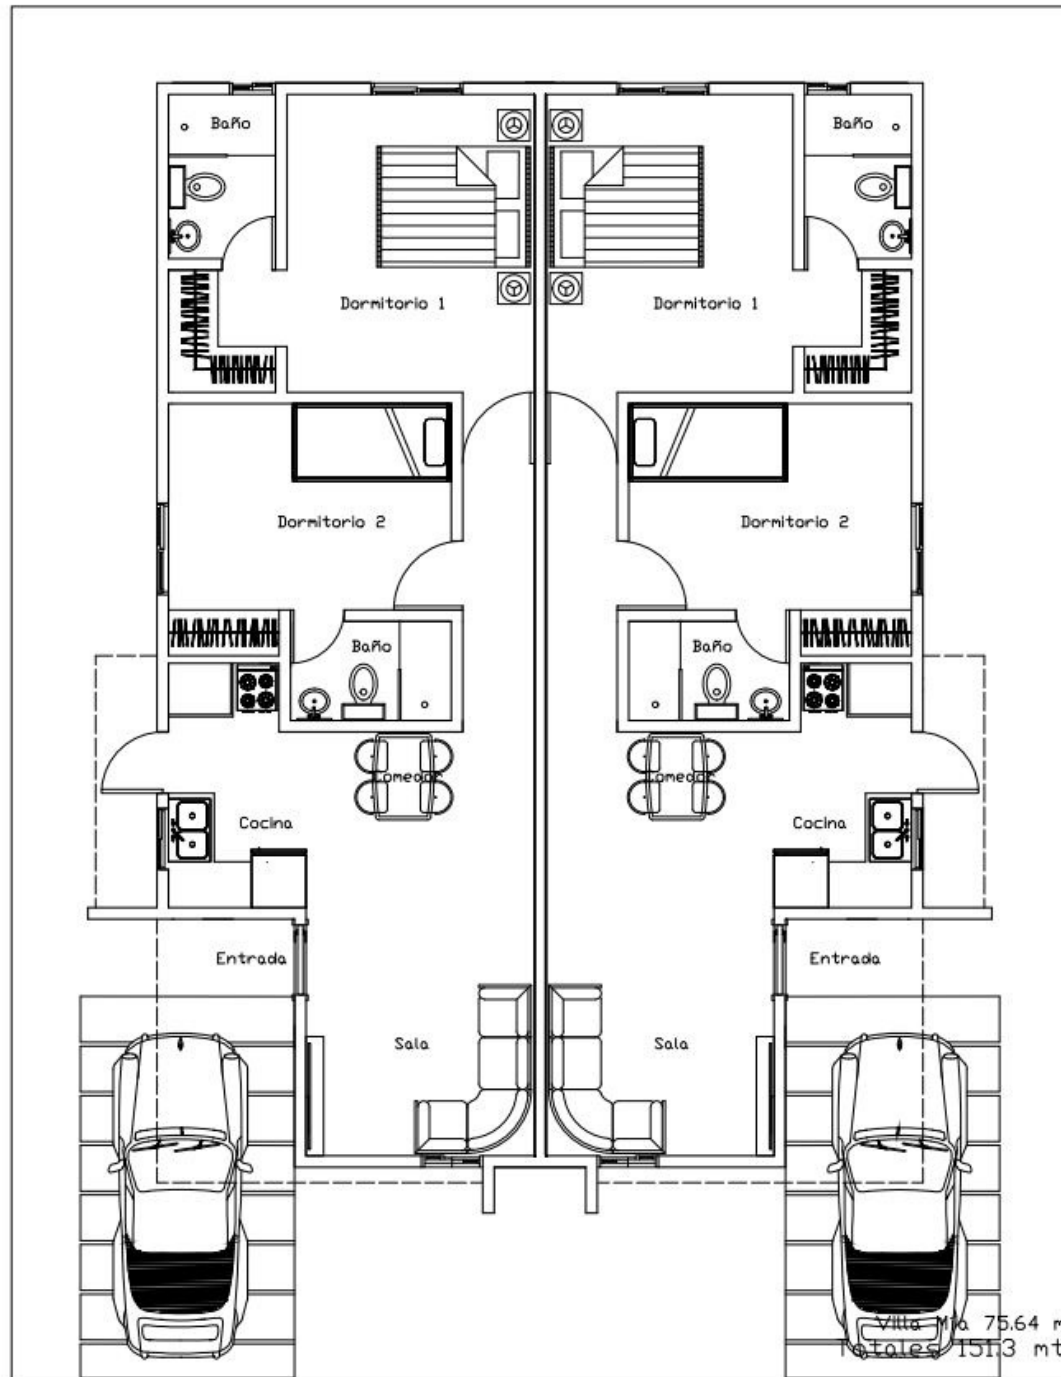 Baño Baño
Dormitorio 1 Dormitorio 1
Dormitorio 2 Dormitorio 2
Baño Baño
Comedor Comedor
Cocina Cocina
Entrada Entrada
Sala Sala
Villa Mia 75.64 m
Totales 151.3 mt